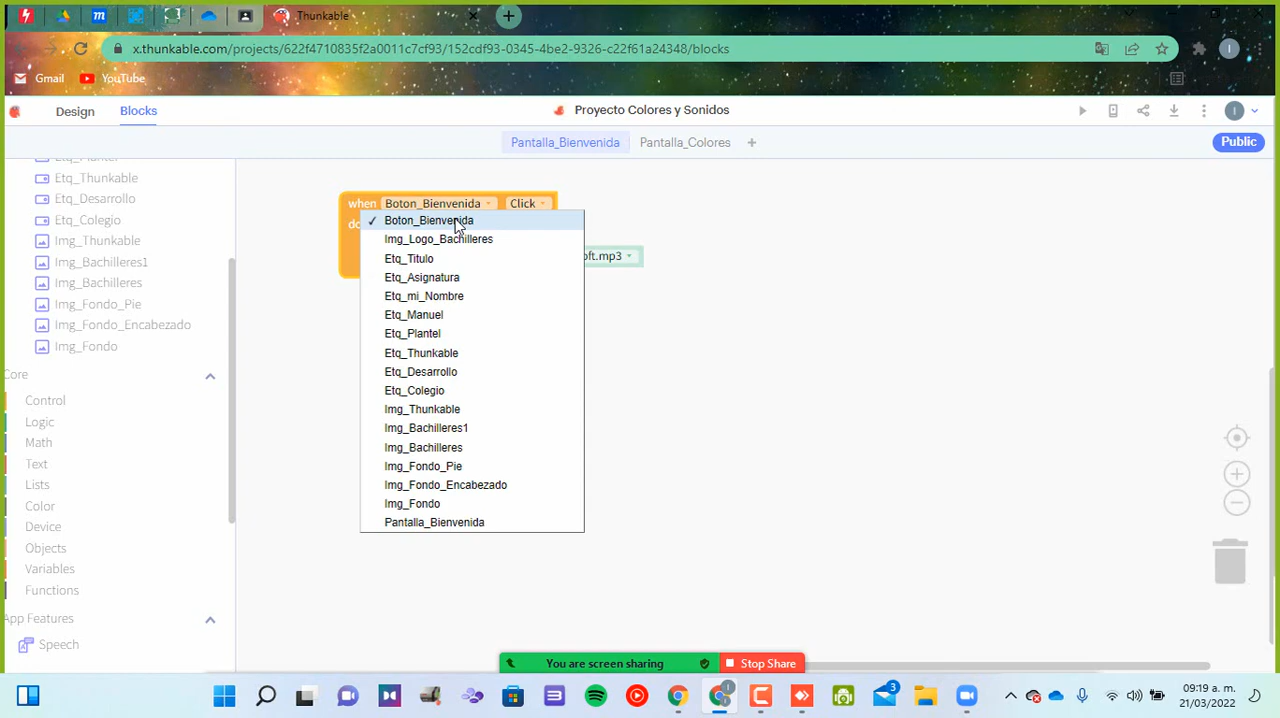 Thunkable
x.thunkable.com/projects/622f4710835f2a0011c7cf93/152cdf93-0345-4be2-9326-c22f61a24348/blocks
Gmail
YouTube
Design
Blocks
Proyecto Colores y Sonidos
Pantalla_Bienvenida
Pantalla_Colores
Public
Etq_Plantel
Etq_Thunkable
Etq_Desarrollo
Etq_Colegio
Img_Thunkable
Img_Bachilleres1
Img_Bachilleres
Img_Fondo_Pie
Img_Fondo_Encabezado
Img_Fondo
Core
Control
Logic
Math
Text
Lists
Color
Device
Objects
Variables
Functions
App Features
Speech
when Boton_Bienvenida Click
do
oft.mp3
Boton_Bienvenida
Img_Logo_Bachilleres
Etq_Titulo
Etq_Asignatura
Etq_mi_Nombre
Etq_Manuel
Etq_Plantel
Etq_Thunkable
Etq_Desarrollo
Etq_Colegio
Img_Thunkable
Img_Bachilleres1
Img_Bachilleres
Img_Fondo_Pie
Img_Fondo_Encabezado
Img_Fondo
Pantalla_Bienvenida
You are screen sharing
Stop Share
3
09:19 a. m.
21/03/2022